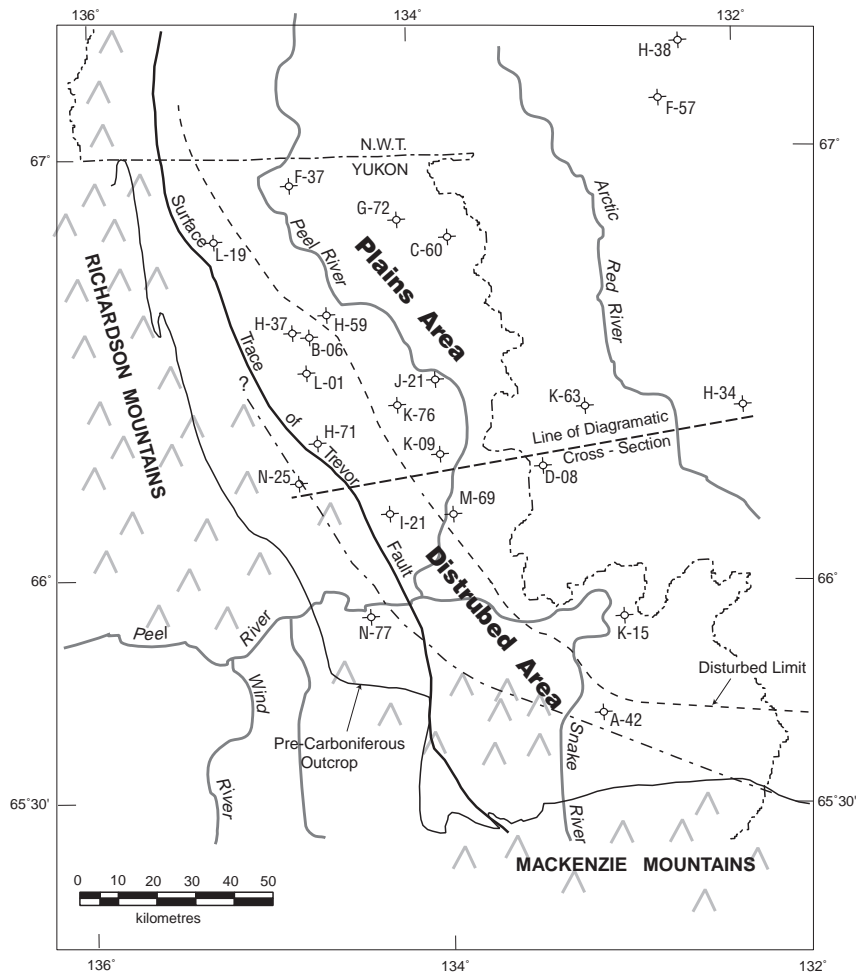 136°
134°
132°
H-38
F-57
67°
N.W.T.
67°
YUKON
F-37
Arctic
Red River
G-72
C-60
Surface
L-19
Peel River
Plains Area
RICHARDSON MOUNTAINS
H-59
H-37
B-06
Trace
L-01
J-21
?
K-76
K-63
H-34
of
H-71
Line of Diagramatic
K-09
Cross - Section
Trevor
N-25
D-08
M-69
I-21
Fault
Distrubed Area
66°
66°
N-77
K-15
Peel
River
Wind
River
Disturbed Limit
A-42
Snake
River
Pre-Carboniferous
Outcrop
65°30'
65°30'
MACKENZIE MOUNTAINS
0 10 20 30 40 50
kilometres
136°
134°
132°